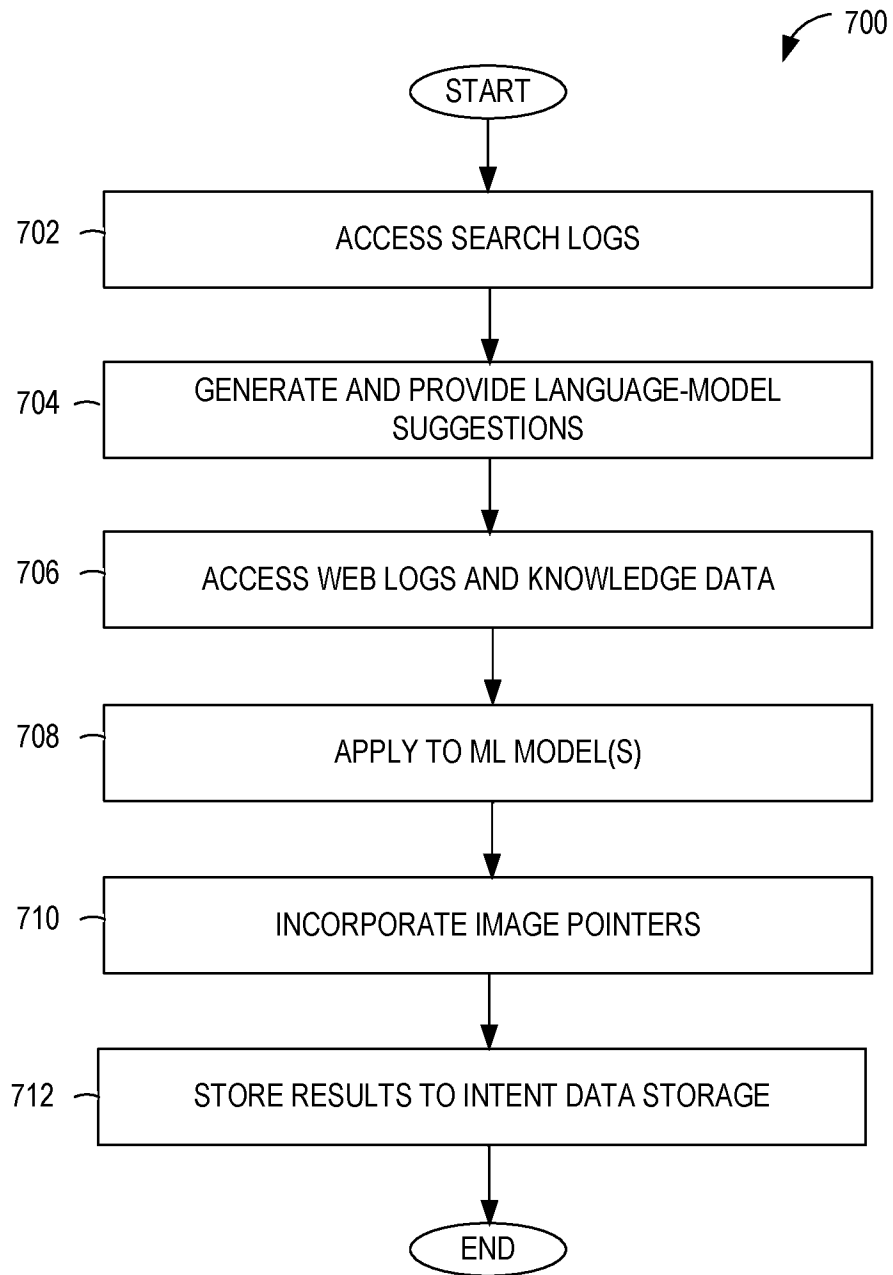 700
START
702
ACCESS SEARCH LOGS
704
GENERATE AND PROVIDE LANGUAGE-MODEL
SUGGESTIONS
706
ACCESS WEB LOGS AND KNOWLEDGE DATA
708
APPLY TO ML MODEL(S)
710
INCORPORATE IMAGE POINTERS
712
STORE RESULTS TO INTENT DATA STORAGE
END